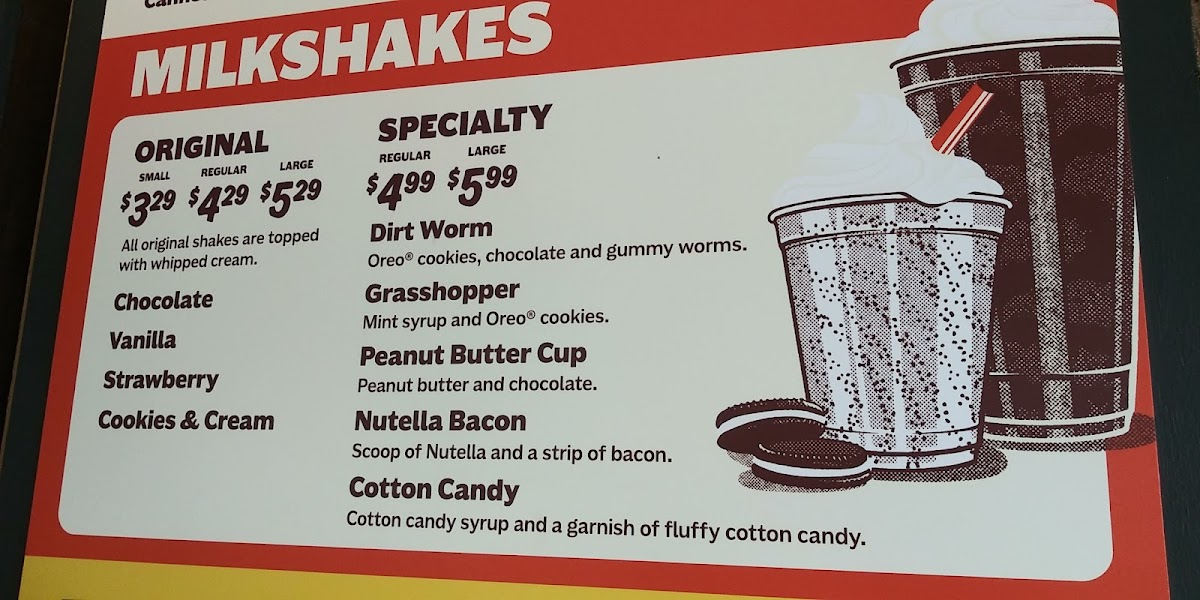 MILKSHAKES
ORIGINAL
SMALL REGULAR LARGE
$3.29 $4.29 $5.29
All original shakes are topped
with whipped cream.
Chocolate
Vanilla
Strawberry
Cookies & Cream
SPECIALTY
REGULAR LARGE
$4.99 $5.99
Dirt Worm
Oreo® cookies, chocolate and gummy worms.
Grasshopper
Mint syrup and Oreo® cookies.
Peanut Butter Cup
Peanut butter and chocolate.
Nutella Bacon
Scoop of Nutella and a strip of bacon.
Cotton Candy
Cotton candy syrup and a garnish of fluffy cotton candy.